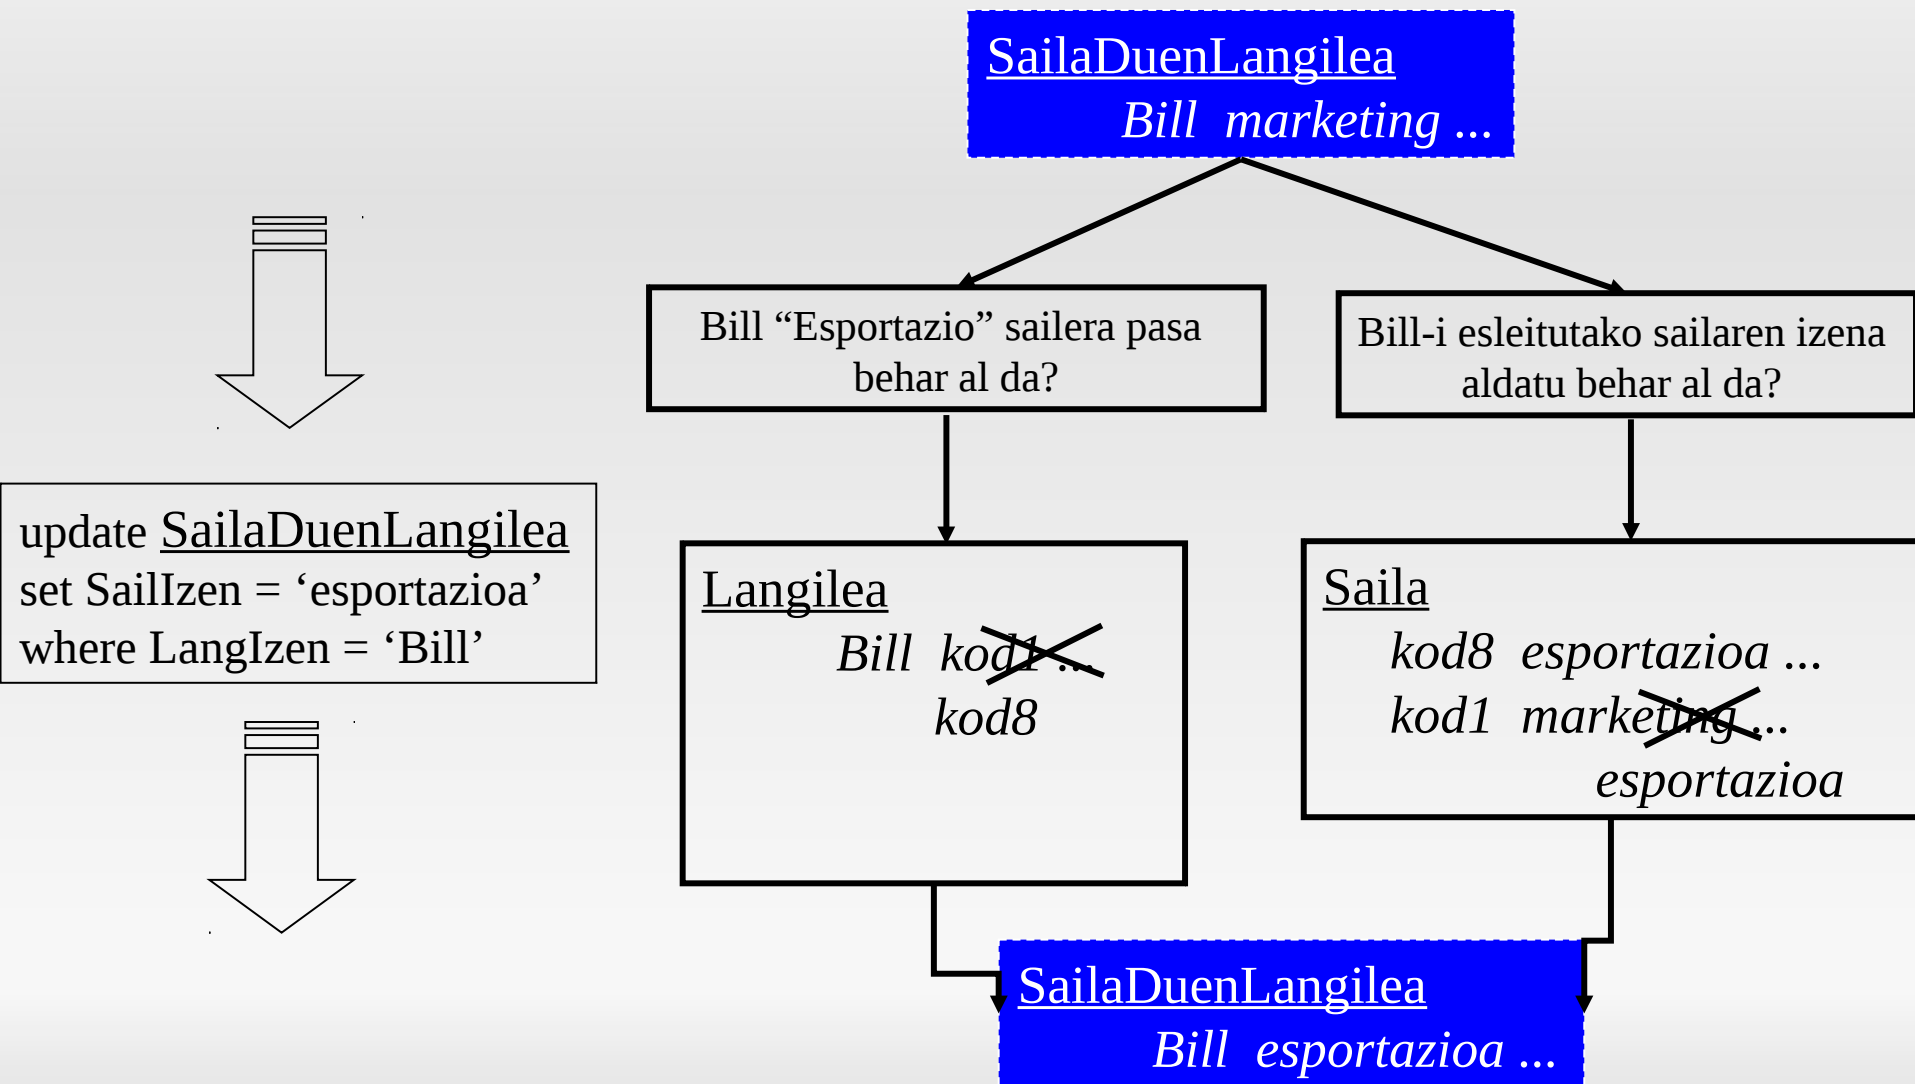 SailaDuenLangilea
Bill marketing ...
Bill “Esportazio” sailera pasa
behar al da?
Bill-i esleitutako sailaren izena
aldatu behar al da?
update SailaDuenLangilea
set SailIzen = ‘esportazioa’
where LangIzen = ‘Bill’
Langilea
Bill kod1 ...
kod8
Saila
kod8 esportazioa ...
kod1 marketing ...
esportazioa
SailaDuenLangilea
Bill esportazioa ...